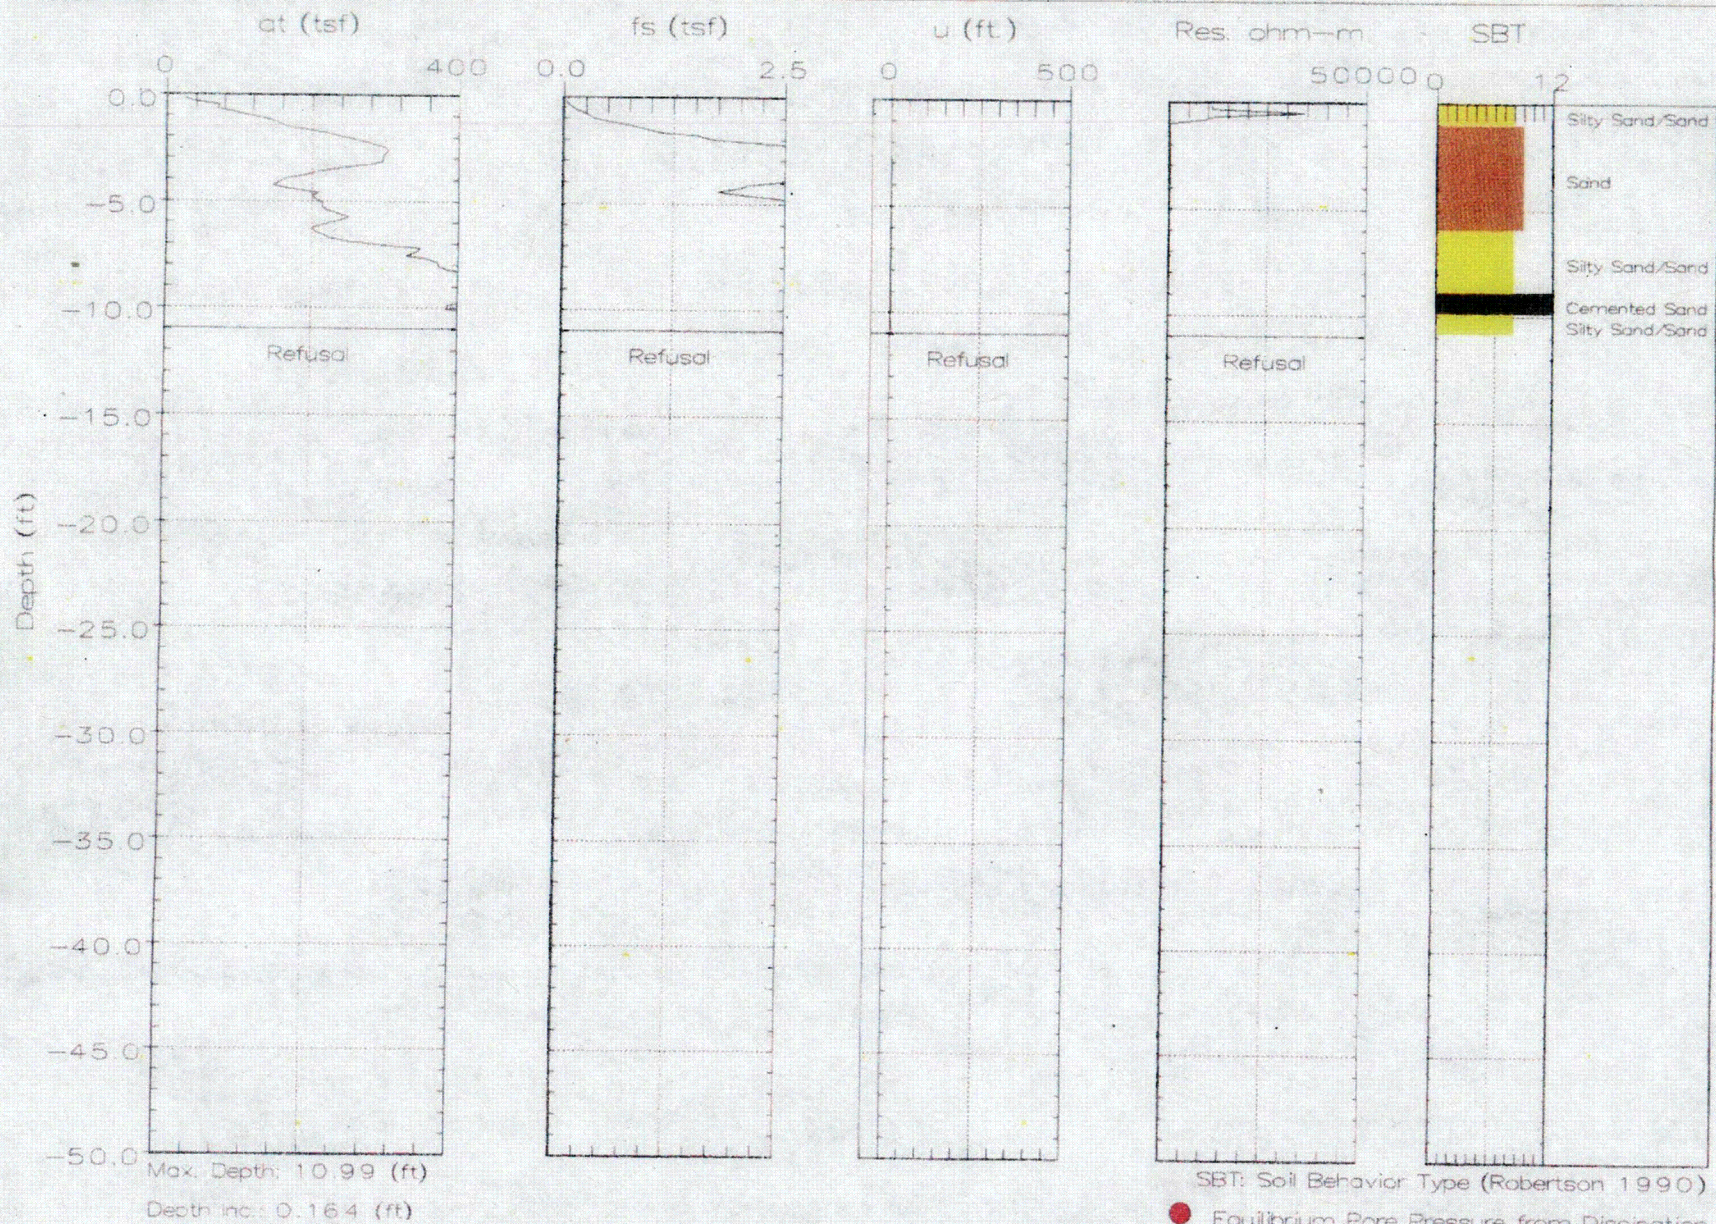 qt (tsf) fs (tsf) u (ft.) Res. ohm-m SBT
0 400 0.0 2.5 0 500 50000 0 12
0.0
-5.0
-10.0
-15.0
-20.0
-25.0
-30.0
-35.0
-40.0
-45.0
-50.0
Depth (ft)
Silty Sand/Sand
Sand
Silty Sand/Sand
Cemented Sand
Silty Sand/Sand
Refusal Refusal Refusal Refusal
Max. Depth: 10.99 (ft)
Depth Inc.: 0.164 (ft)
SBT: Soil Behavior Type (Robertson 1990)
Equilibrium Pore Pressure from Dissipation